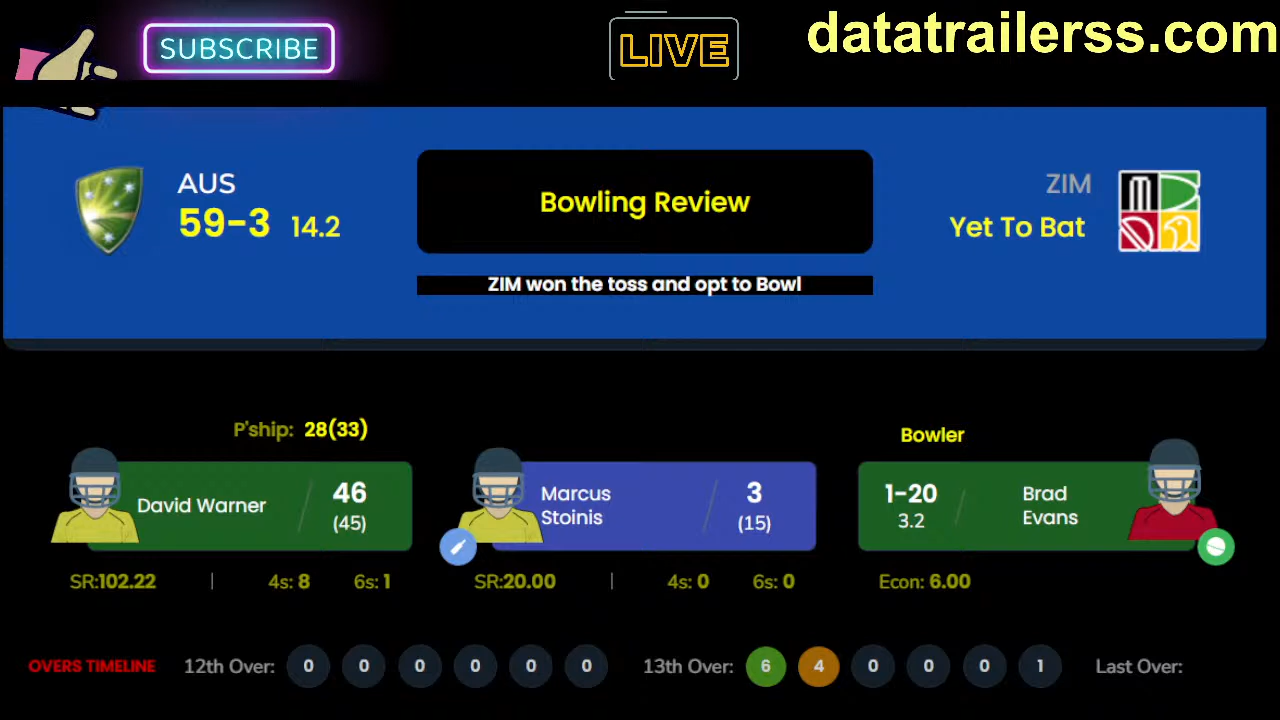 SUBSCRIBE
LIVE
datatrailerss.com
AUS
59-3 14.2
Bowling Review
ZIM
Yet To Bat
ZIM won the toss and opt to Bowl
P'ship: 28(33)
Bowler
David Warner
46
(45)
Marcus
Stoinis
3
(15)
1-20
3.2
Brad
Evans
SR:102.22 | 4s: 8 6s: 1
SR:20.00 | 4s: 0 6s: 0
Econ: 6.00
OVERS TIMELINE 12th Over: 0 0 0 0 0 0 13th Over: 6 4 0 0 0 1 Last Over: